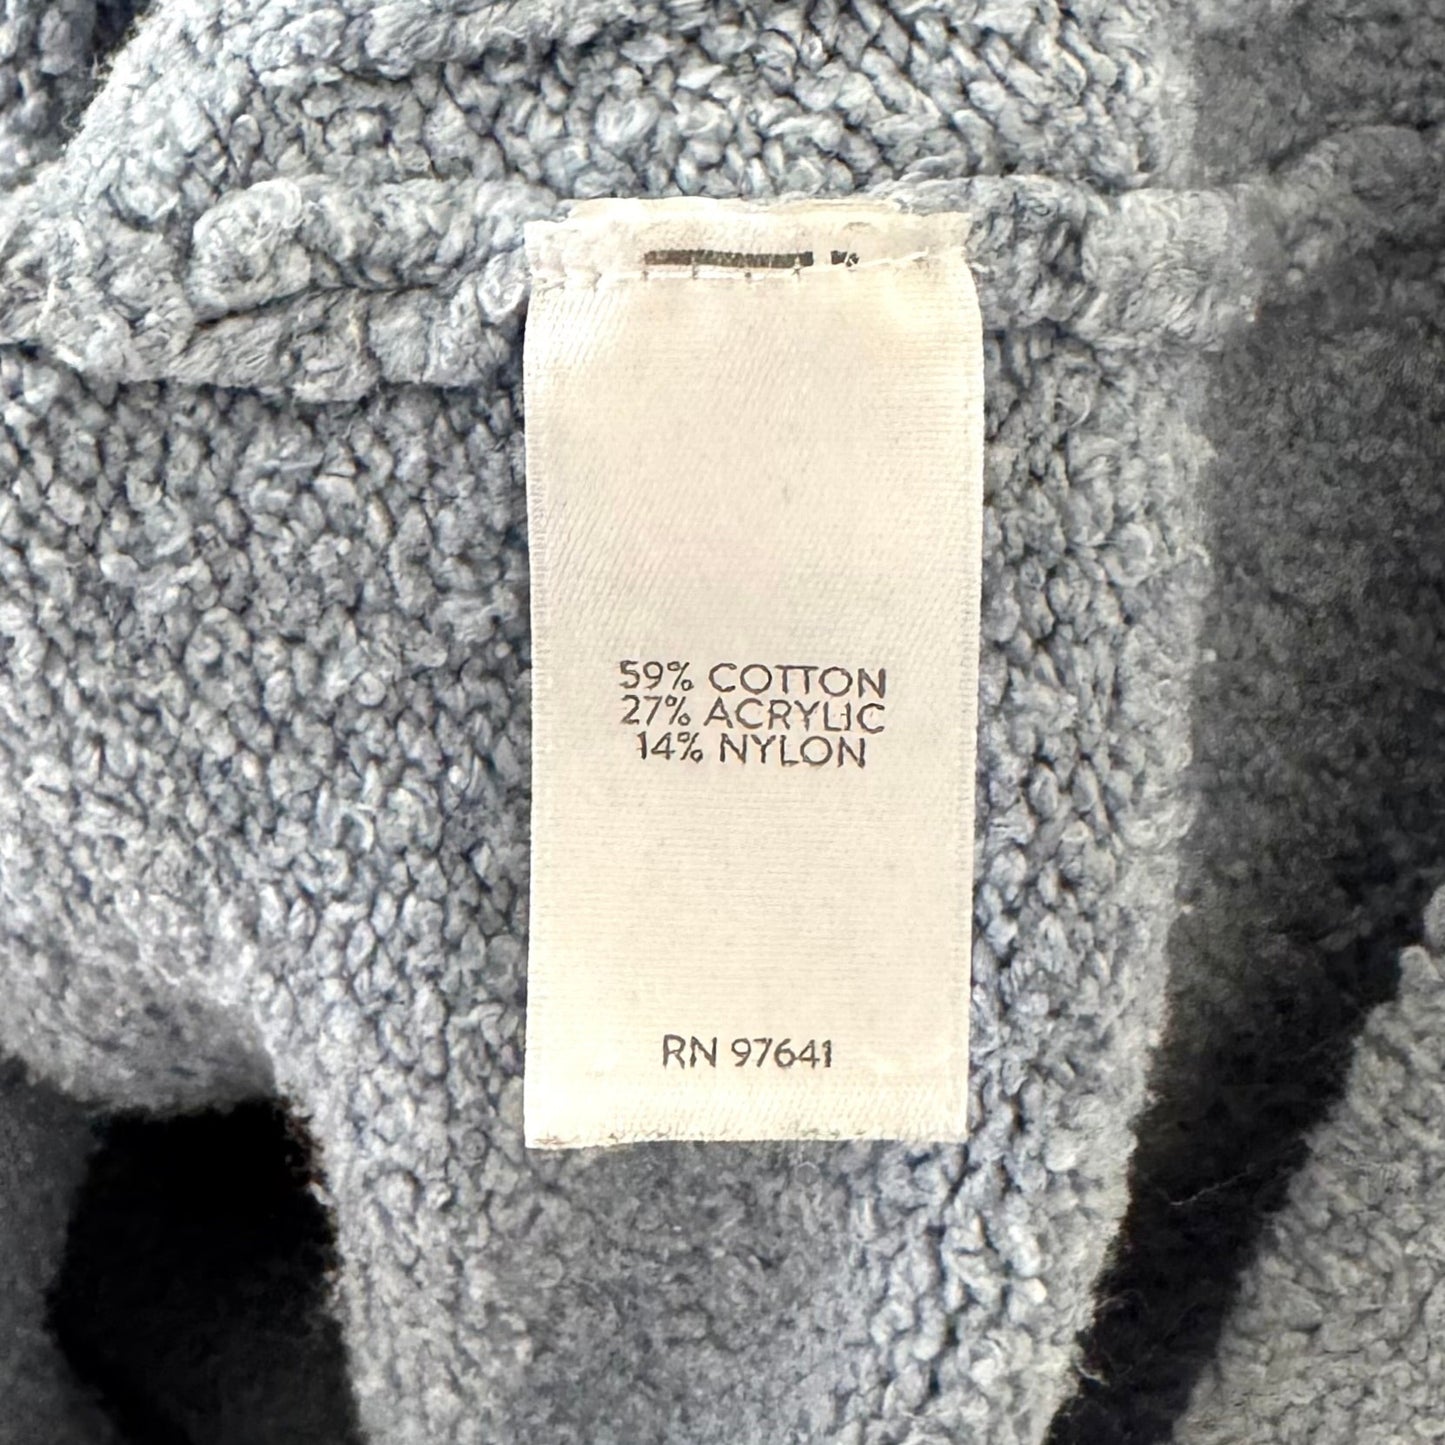 59% COTTON
27% ACRYLIC
14% NYLON
RN 97641